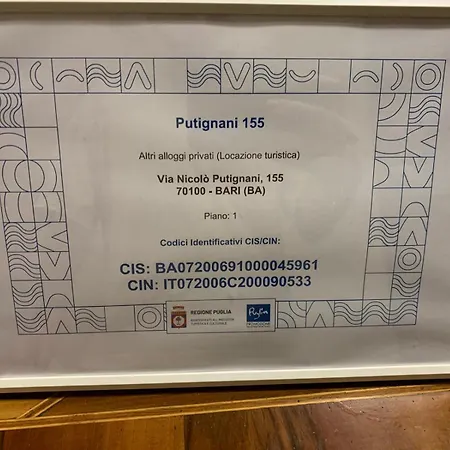 Putignani 155
Altri alloggi privati (Locazione turistica)
Via Nicolò Putignani, 155
70100 - BARI (BA)
Piano: 1
Codici Identificativi CIS/CIN:
CIS: BA07200691000045961
CIN: IT072006C200090533
REGIONE PUGLIA